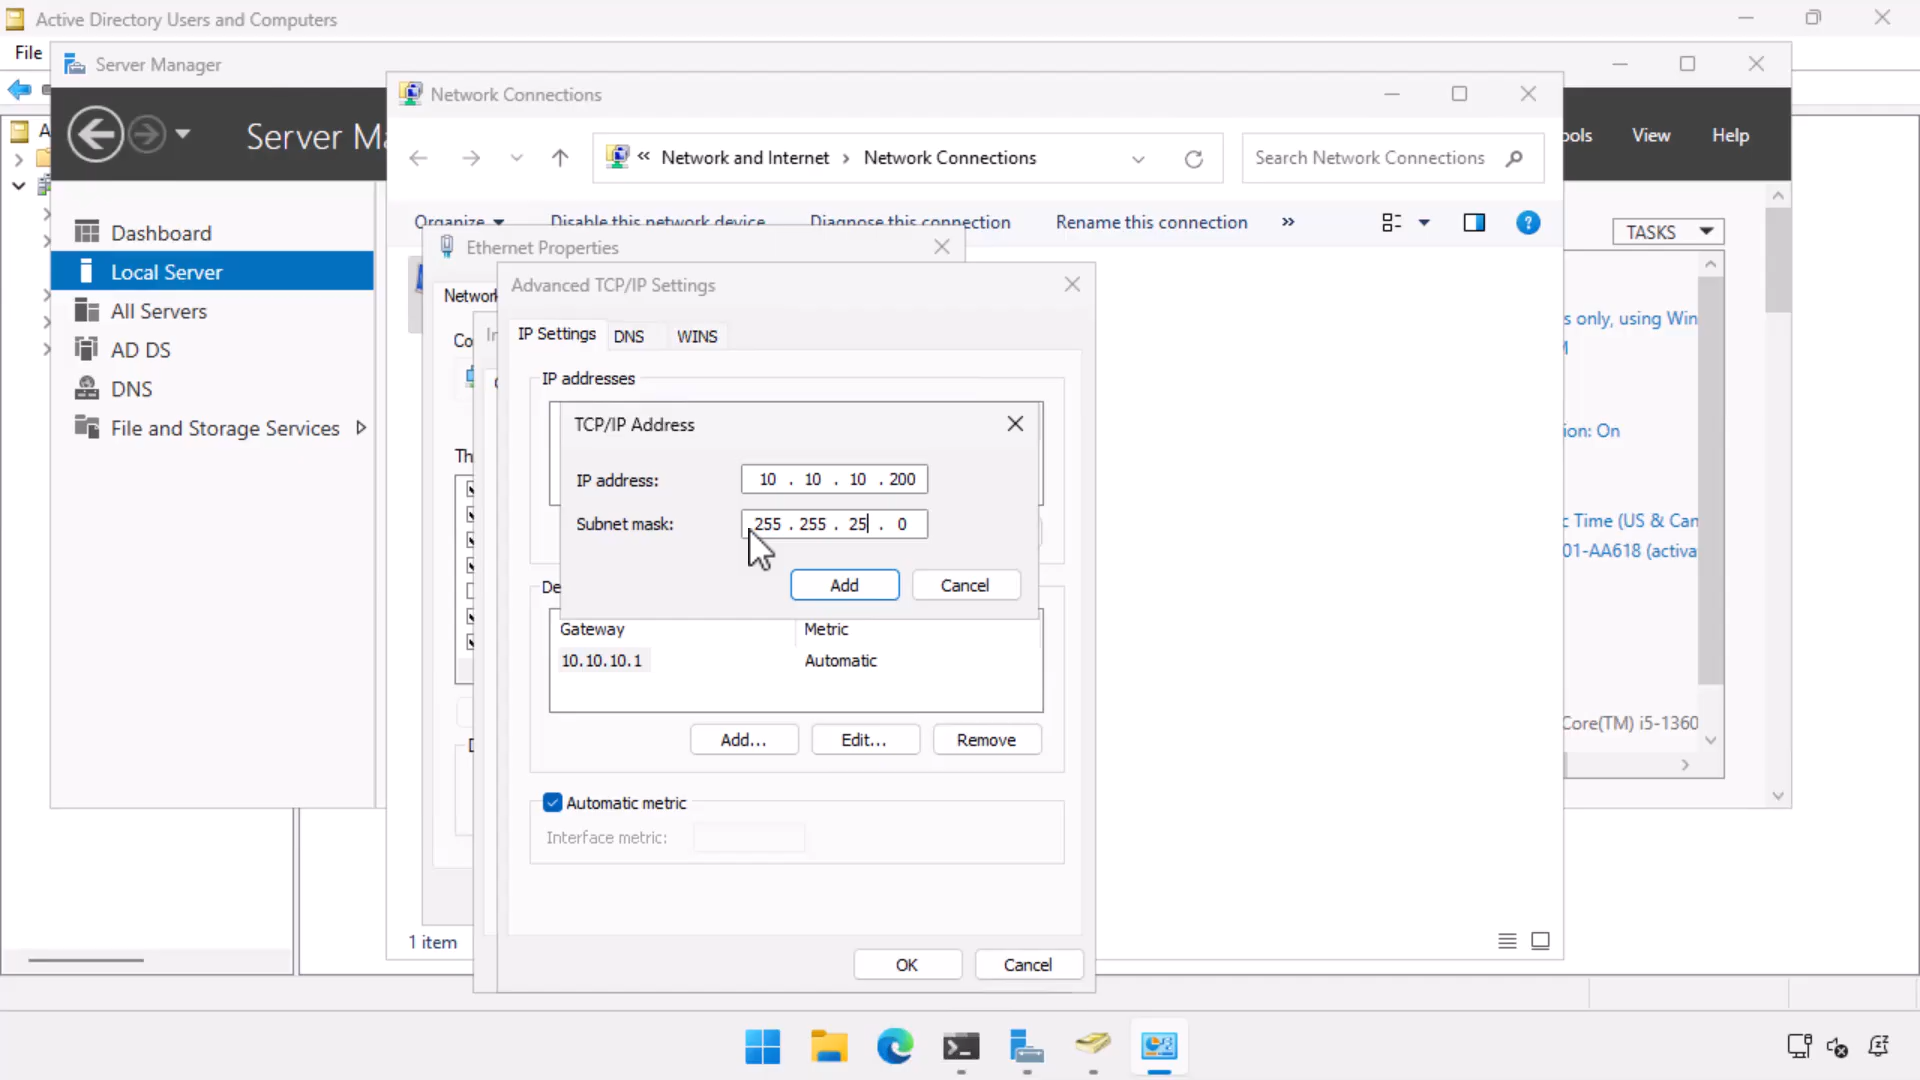 Active Directory Users and Computers
File
Server Manager
Network Connections
Network and Internet › Network Connections
Search Network Connections
View
Help
Organize
Disable this network device
Diagnose this connection
Rename this connection
»
TASKS
Dashboard
Local Server
All Servers
AD DS
DNS
File and Storage Services
Ethernet Properties
Advanced TCP/IP Settings
IP Settings
DNS
WINS
IP addresses
TCP/IP Address
IP address:
10 . 10 . 10 . 200
Subnet mask:
255 . 255 . 25 . 0
Add
Cancel
Gateway
Metric
10.10.10.1
Automatic
Add...
Edit...
Remove
Automatic metric
Interface metric:
OK
Cancel
1 item
s only, using Win
ion: On
c Time (US & Can
01-AA618 (activa
Core(TM) i5-1360